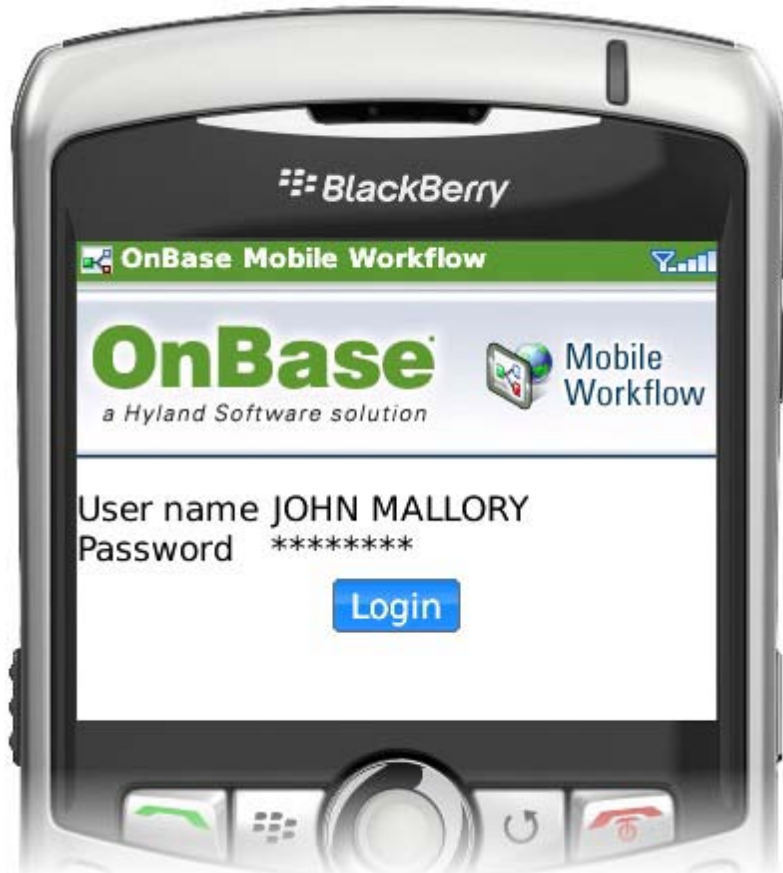 BlackBerry
OnBase Mobile Workflow
OnBase
a Hyland Software solution
Mobile
Workflow
User name JOHN MALLORY
Password ********
Login